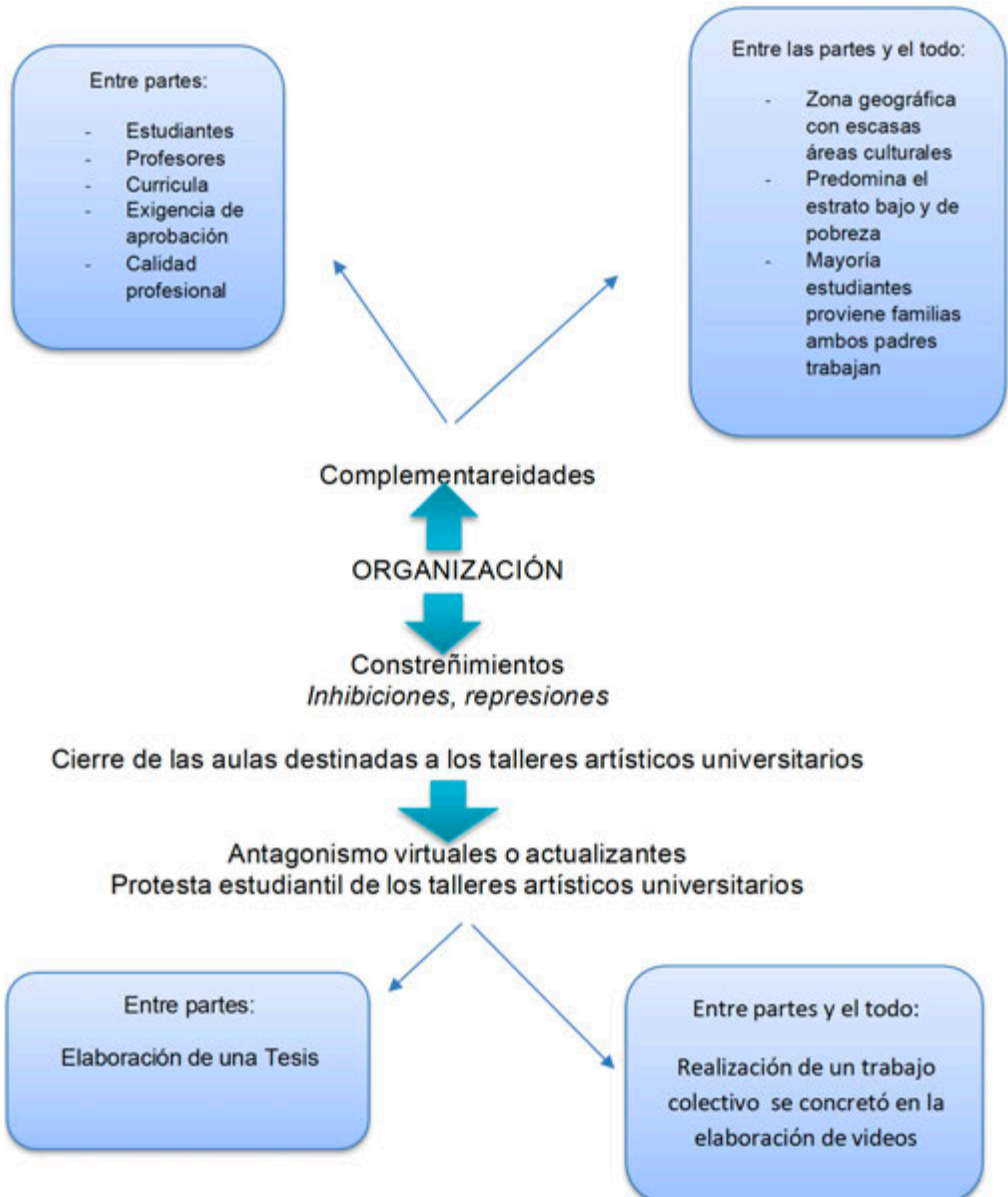 Entre partes:
- Estudiantes
- Profesores
- Curricula
- Exigencia de
aprobación
- Calidad
profesional
Entre las partes y el todo:
- Zona geográfica
con escasas
áreas culturales
- Predomina el
estrato bajo y de
pobreza
- Mayoría
estudiantes
proviene familias
ambos padres
trabajan
Complementareidades
ORGANIZACIÓN
Constreñimientos
Inhibiciones, represiones
Cierre de las aulas destinadas a los talleres artísticos universitarios
Antagonismo virtuales o actualizantes
Protesta estudiantil de los talleres artísticos universitarios
Entre partes:
Elaboración de una Tesis
Entre partes y el todo:
Realización de un trabajo
colectivo se concretó en la
elaboración de videos